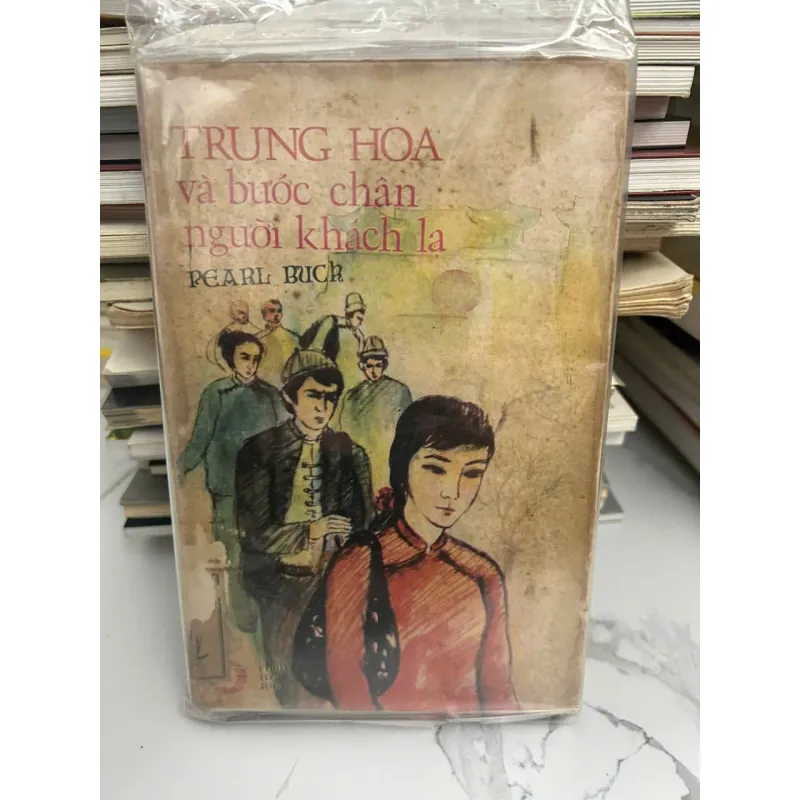 TRUNG HOA
và bước chân
người khách lạ
PEARL BUCK